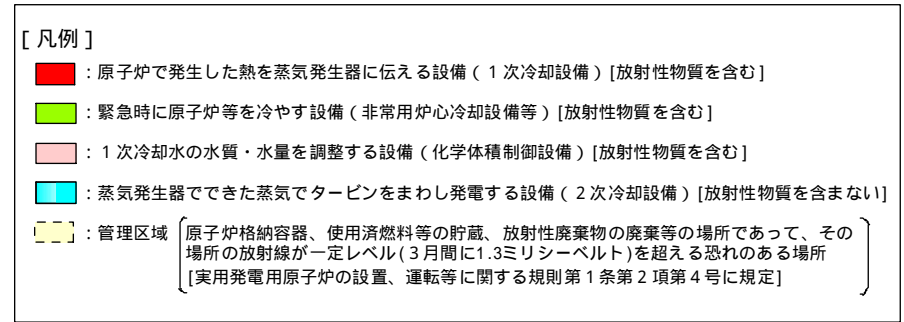 [ 凡例 ]
：原子炉で発生した熱を蒸気発生器に伝える設備（１次冷却設備）[放射性物質を含む]
：緊急時に原子炉等を冷やす設備（非常用炉心冷却設備等）[放射性物質を含む]
：１次冷却水の水質・水量を調整する設備（化学体積制御設備）[放射性物質を含む]
：蒸気発生器でできた蒸気でタービンをまわし発電する設備（２次冷却設備）[放射性物質を含まない]
：管理区域 原子炉格納容器、使用済燃料等の貯蔵、放射性廃棄物の廃棄等の場所であって、その
場所の放射線が一定レベル(３月間に1.3ミリシーベルト)を超える恐れのある場所
[実用発電用原子炉の設置、運転等に関する規則第１条第２項第４号に規定]